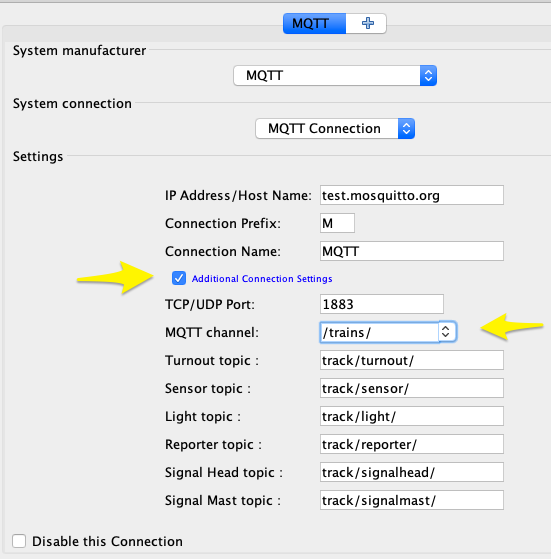 MQTT
System manufacturer
MQTT
System connection
MQTT Connection
Settings
IP Address/Host Name: test.mosquitto.org
Connection Prefix: M
Connection Name: MQTT
Additional Connection Settings
TCP/UDP Port: 1883
MQTT channel: /trains/
Turnout topic : track/turnout/
Sensor topic : track/sensor/
Light topic : track/light/
Reporter topic : track/reporter/
Signal Head topic : track/signalhead/
Signal Mast topic : track/signalmast/
Disable this Connection